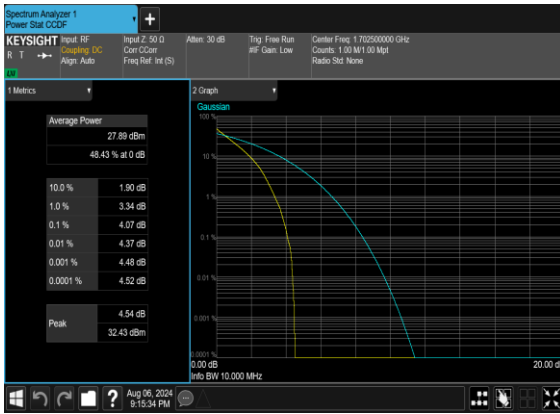 Spectrum Analyzer 1
Power Stat CCDF
+
KEYSIGHT
R T
LXI
Input: RF
Coupling: DC
Align: Auto
Input Z: 50 Ω
Corr CCorr
Freq Ref: Int (S)
Atten: 30 dB
Trig: Free Run
#IF Gain: Low
Center Freq: 1.702500000 GHz
Counts: 1.00 M/1.00 Mpt
Radio Std: None
1 Metrics
Average Power
27.89 dBm
48.43 % at 0 dB
10.0 % 1.90 dB
1.0 % 3.34 dB
0.1 % 4.07 dB
0.01 % 4.37 dB
0.001 % 4.48 dB
0.0001 % 4.52 dB
Peak
4.54 dB
32.43 dBm
2 Graph
Gaussian
100 %
10 %
1 %
0.1 %
0.01 %
0.001 %
0.0001 %
0.00 dB
20.00 dB
Info BW 10.000 MHz
?
Aug 06, 2024
9:15:34 PM